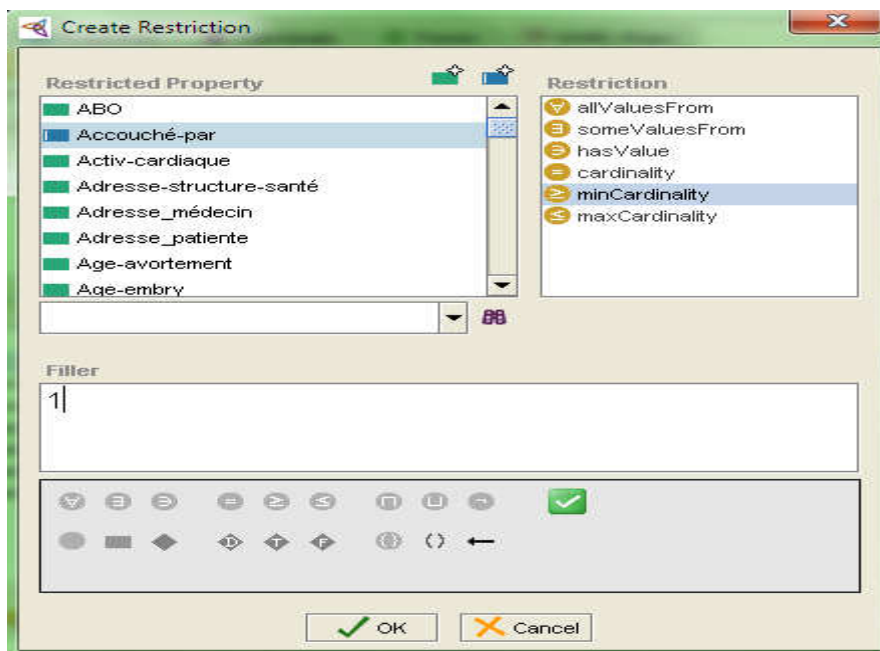 Create Restriction
Restricted Property
ABO
Accouché-par
Activ-cardiaque
Adresse-structure-santé
Adresse_médecin
Adresse_patiente
Age-avortement
Age-embry
Restriction
∀ allValuesFrom
∃ someValuesFrom
∋ hasValue
= cardinality
≥ minCardinality
≤ maxCardinality
Filler
1
∀ ∃ ∋ = ≥ ≤ ⊓ ⊔ ¬
D T F {} ()
OK
Cancel